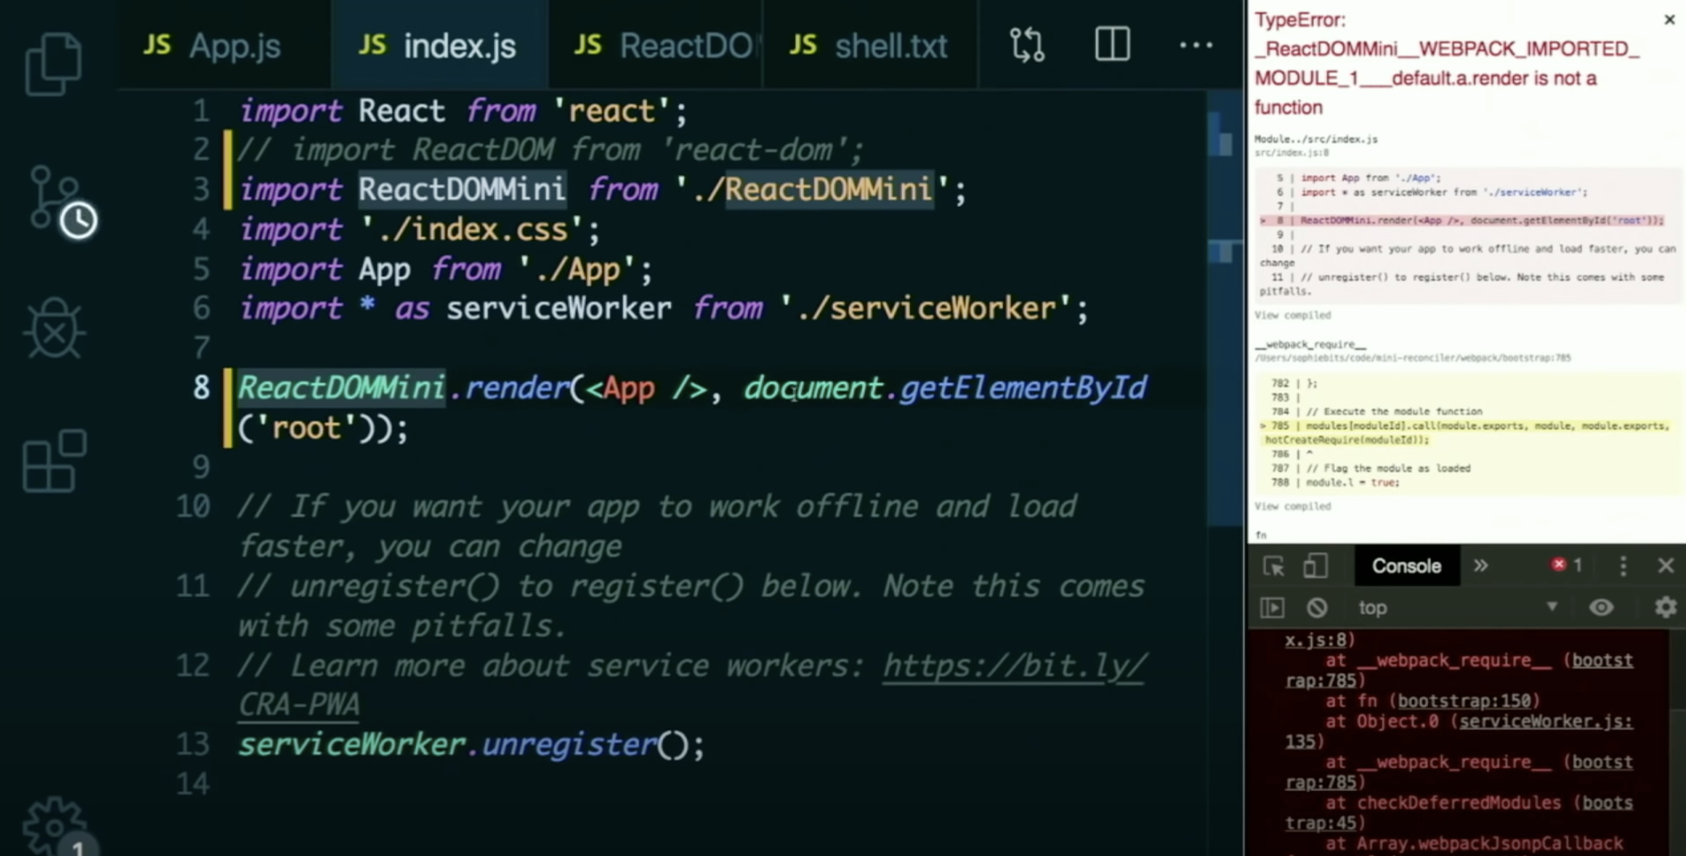 JS App.js
JS index.js
JS ReactDO
JS shell.txt
1 import React from 'react';
2 // import ReactDOM from 'react-dom';
3 import ReactDOMMini from './ReactDOMMini';
4 import './index.css';
5 import App from './App';
6 import * as serviceWorker from './serviceWorker';
7
8 ReactDOMMini.render(<App />, document.getElementById
('root'));
9
10 // If you want your app to work offline and load
faster, you can change
11 // unregister() to register() below. Note this comes
with some pitfalls.
12 // Learn more about service workers: https://bit.ly/
CRA-PWA
13 serviceWorker.unregister();
14
1
TypeError:
_ReactDOMMini__WEBPACK_IMPORTED_
MODULE_1___default.a.render is not a
function
Module../src/index.js
src/index.js:8
5 | import App from './App';
6 | import * as serviceWorker from './serviceWorker';
7 |
> 8 | ReactDOMMini.render(<App />, document.getElementById('root'));
9 |
10 | // If you want your app to work offline and load faster, you can
change
11 | // unregister() to register() below. Note this comes with some
pitfalls.
View compiled
__webpack_require__
/Users/sophiebits/code/mini-reconciler/webpack/bootstrap:785
782 | };
783 |
784 | // Execute the module function
> 785 | modules[moduleId].call(module.exports, module, module.exports,
hotCreateRequire(moduleId));
786 | ^
787 | // Flag the module as loaded
788 | module.l = true;
View compiled
fn
Console
1
top
x.js:8)
at __webpack_require__ (bootst
rap:785)
at fn (bootstrap:150)
at Object.0 (serviceWorker.js:
135)
at __webpack_require__ (bootst
rap:785)
at checkDeferredModules (boots
trap:45)
at Array.webpackJsonpCallback